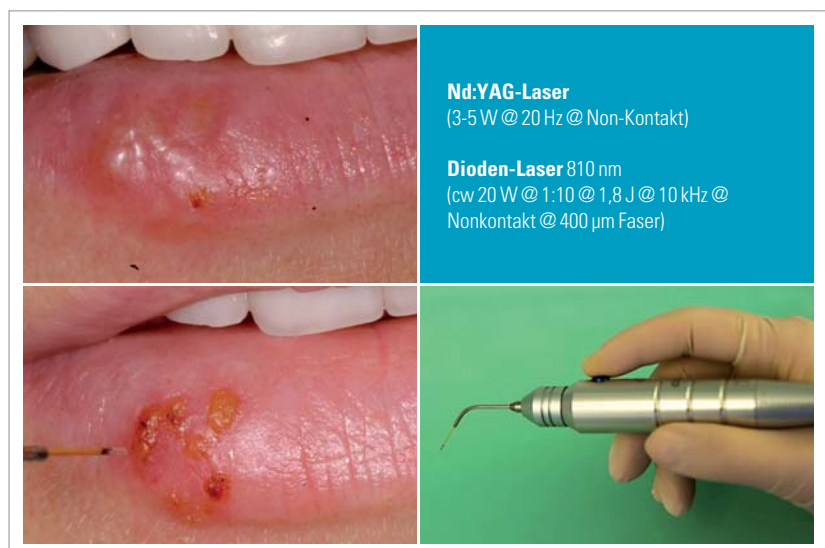 Nd:YAG-Laser
(3-5 W @ 20 Hz @ Non-Kontakt)
Dioden-Laser 810 nm
(cw 20 W @ 1:10 @ 1,8 J @ 10 kHz @
Nonkontakt @ 400 µm Faser)